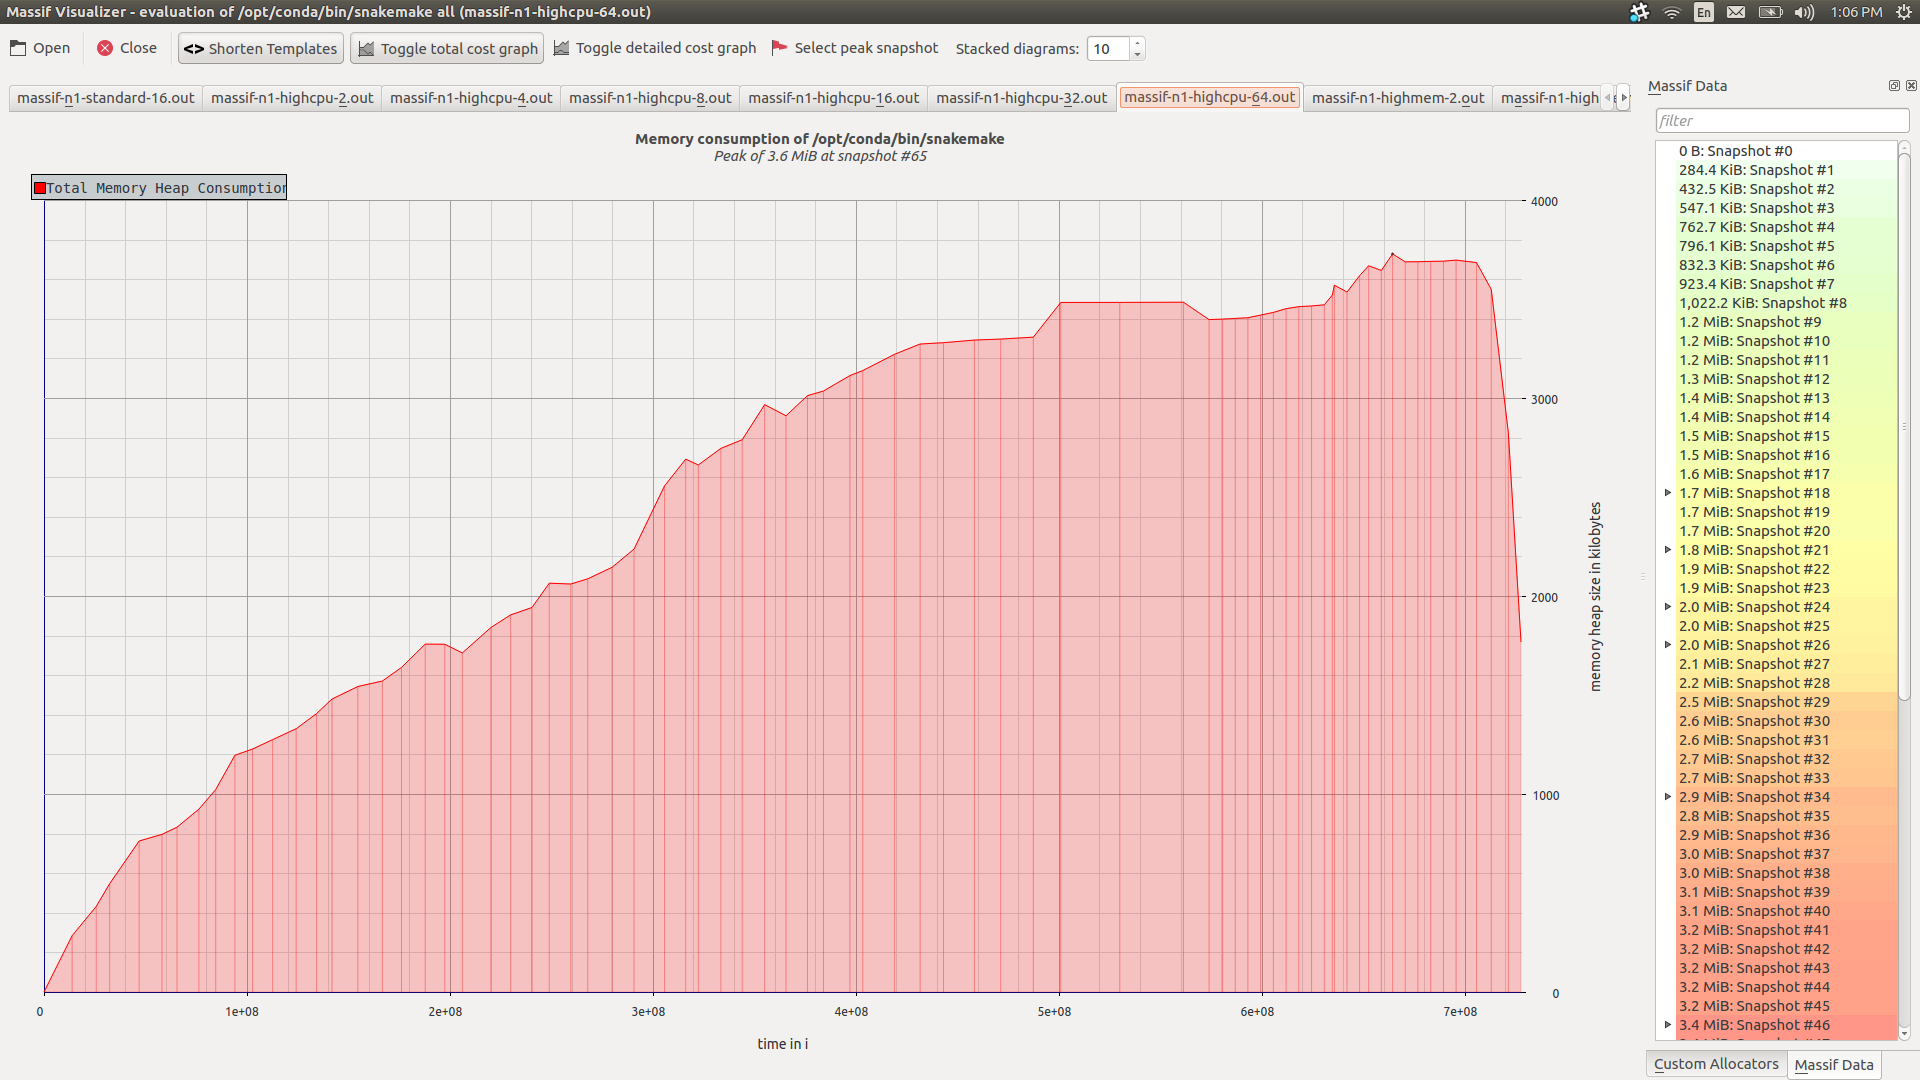 Massif Visualizer - evaluation of /opt/conda/bin/snakemake all (massif-n1-highcpu-64.out)
En
1:06 PM
Open
Close
<> Shorten Templates
Toggle total cost graph
Toggle detailed cost graph
Select peak snapshot
Stacked diagrams:
10
massif-n1-standard-16.out
massif-n1-highcpu-2.out
massif-n1-highcpu-4.out
massif-n1-highcpu-8.out
massif-n1-highcpu-16.out
massif-n1-highcpu-32.out
massif-n1-highcpu-64.out
massif-n1-highmem-2.out
massif-n1-high
Memory consumption of /opt/conda/bin/snakemake
Peak of 3.6 MiB at snapshot #65
Total Memory Heap Consumption
4000
3000
2000
1000
0
memory heap size in kilobytes
0
1e+08
2e+08
3e+08
4e+08
5e+08
6e+08
7e+08
time in i
Massif Data
filter
0 B: Snapshot #0
284.4 KiB: Snapshot #1
432.5 KiB: Snapshot #2
547.1 KiB: Snapshot #3
762.7 KiB: Snapshot #4
796.1 KiB: Snapshot #5
832.3 KiB: Snapshot #6
923.4 KiB: Snapshot #7
1,022.2 KiB: Snapshot #8
1.2 MiB: Snapshot #9
1.2 MiB: Snapshot #10
1.2 MiB: Snapshot #11
1.3 MiB: Snapshot #12
1.4 MiB: Snapshot #13
1.4 MiB: Snapshot #14
1.5 MiB: Snapshot #15
1.5 MiB: Snapshot #16
1.6 MiB: Snapshot #17
1.7 MiB: Snapshot #18
1.7 MiB: Snapshot #19
1.7 MiB: Snapshot #20
1.8 MiB: Snapshot #21
1.9 MiB: Snapshot #22
1.9 MiB: Snapshot #23
2.0 MiB: Snapshot #24
2.0 MiB: Snapshot #25
2.0 MiB: Snapshot #26
2.1 MiB: Snapshot #27
2.2 MiB: Snapshot #28
2.5 MiB: Snapshot #29
2.6 MiB: Snapshot #30
2.6 MiB: Snapshot #31
2.7 MiB: Snapshot #32
2.7 MiB: Snapshot #33
2.9 MiB: Snapshot #34
2.8 MiB: Snapshot #35
2.9 MiB: Snapshot #36
3.0 MiB: Snapshot #37
3.0 MiB: Snapshot #38
3.1 MiB: Snapshot #39
3.1 MiB: Snapshot #40
3.2 MiB: Snapshot #41
3.2 MiB: Snapshot #42
3.2 MiB: Snapshot #43
3.2 MiB: Snapshot #44
3.2 MiB: Snapshot #45
3.4 MiB: Snapshot #46
Custom Allocators
Massif Data